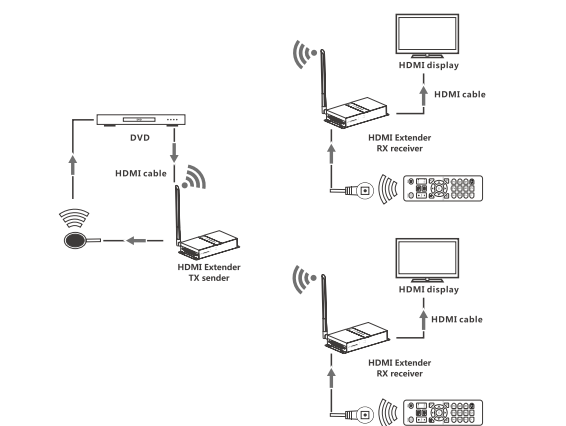 DVD
HDMI cable
HDMI Extender
TX sender
HDMI display
HDMI cable
HDMI Extender
RX receiver
HDMI display
HDMI cable
HDMI Extender
RX receiver